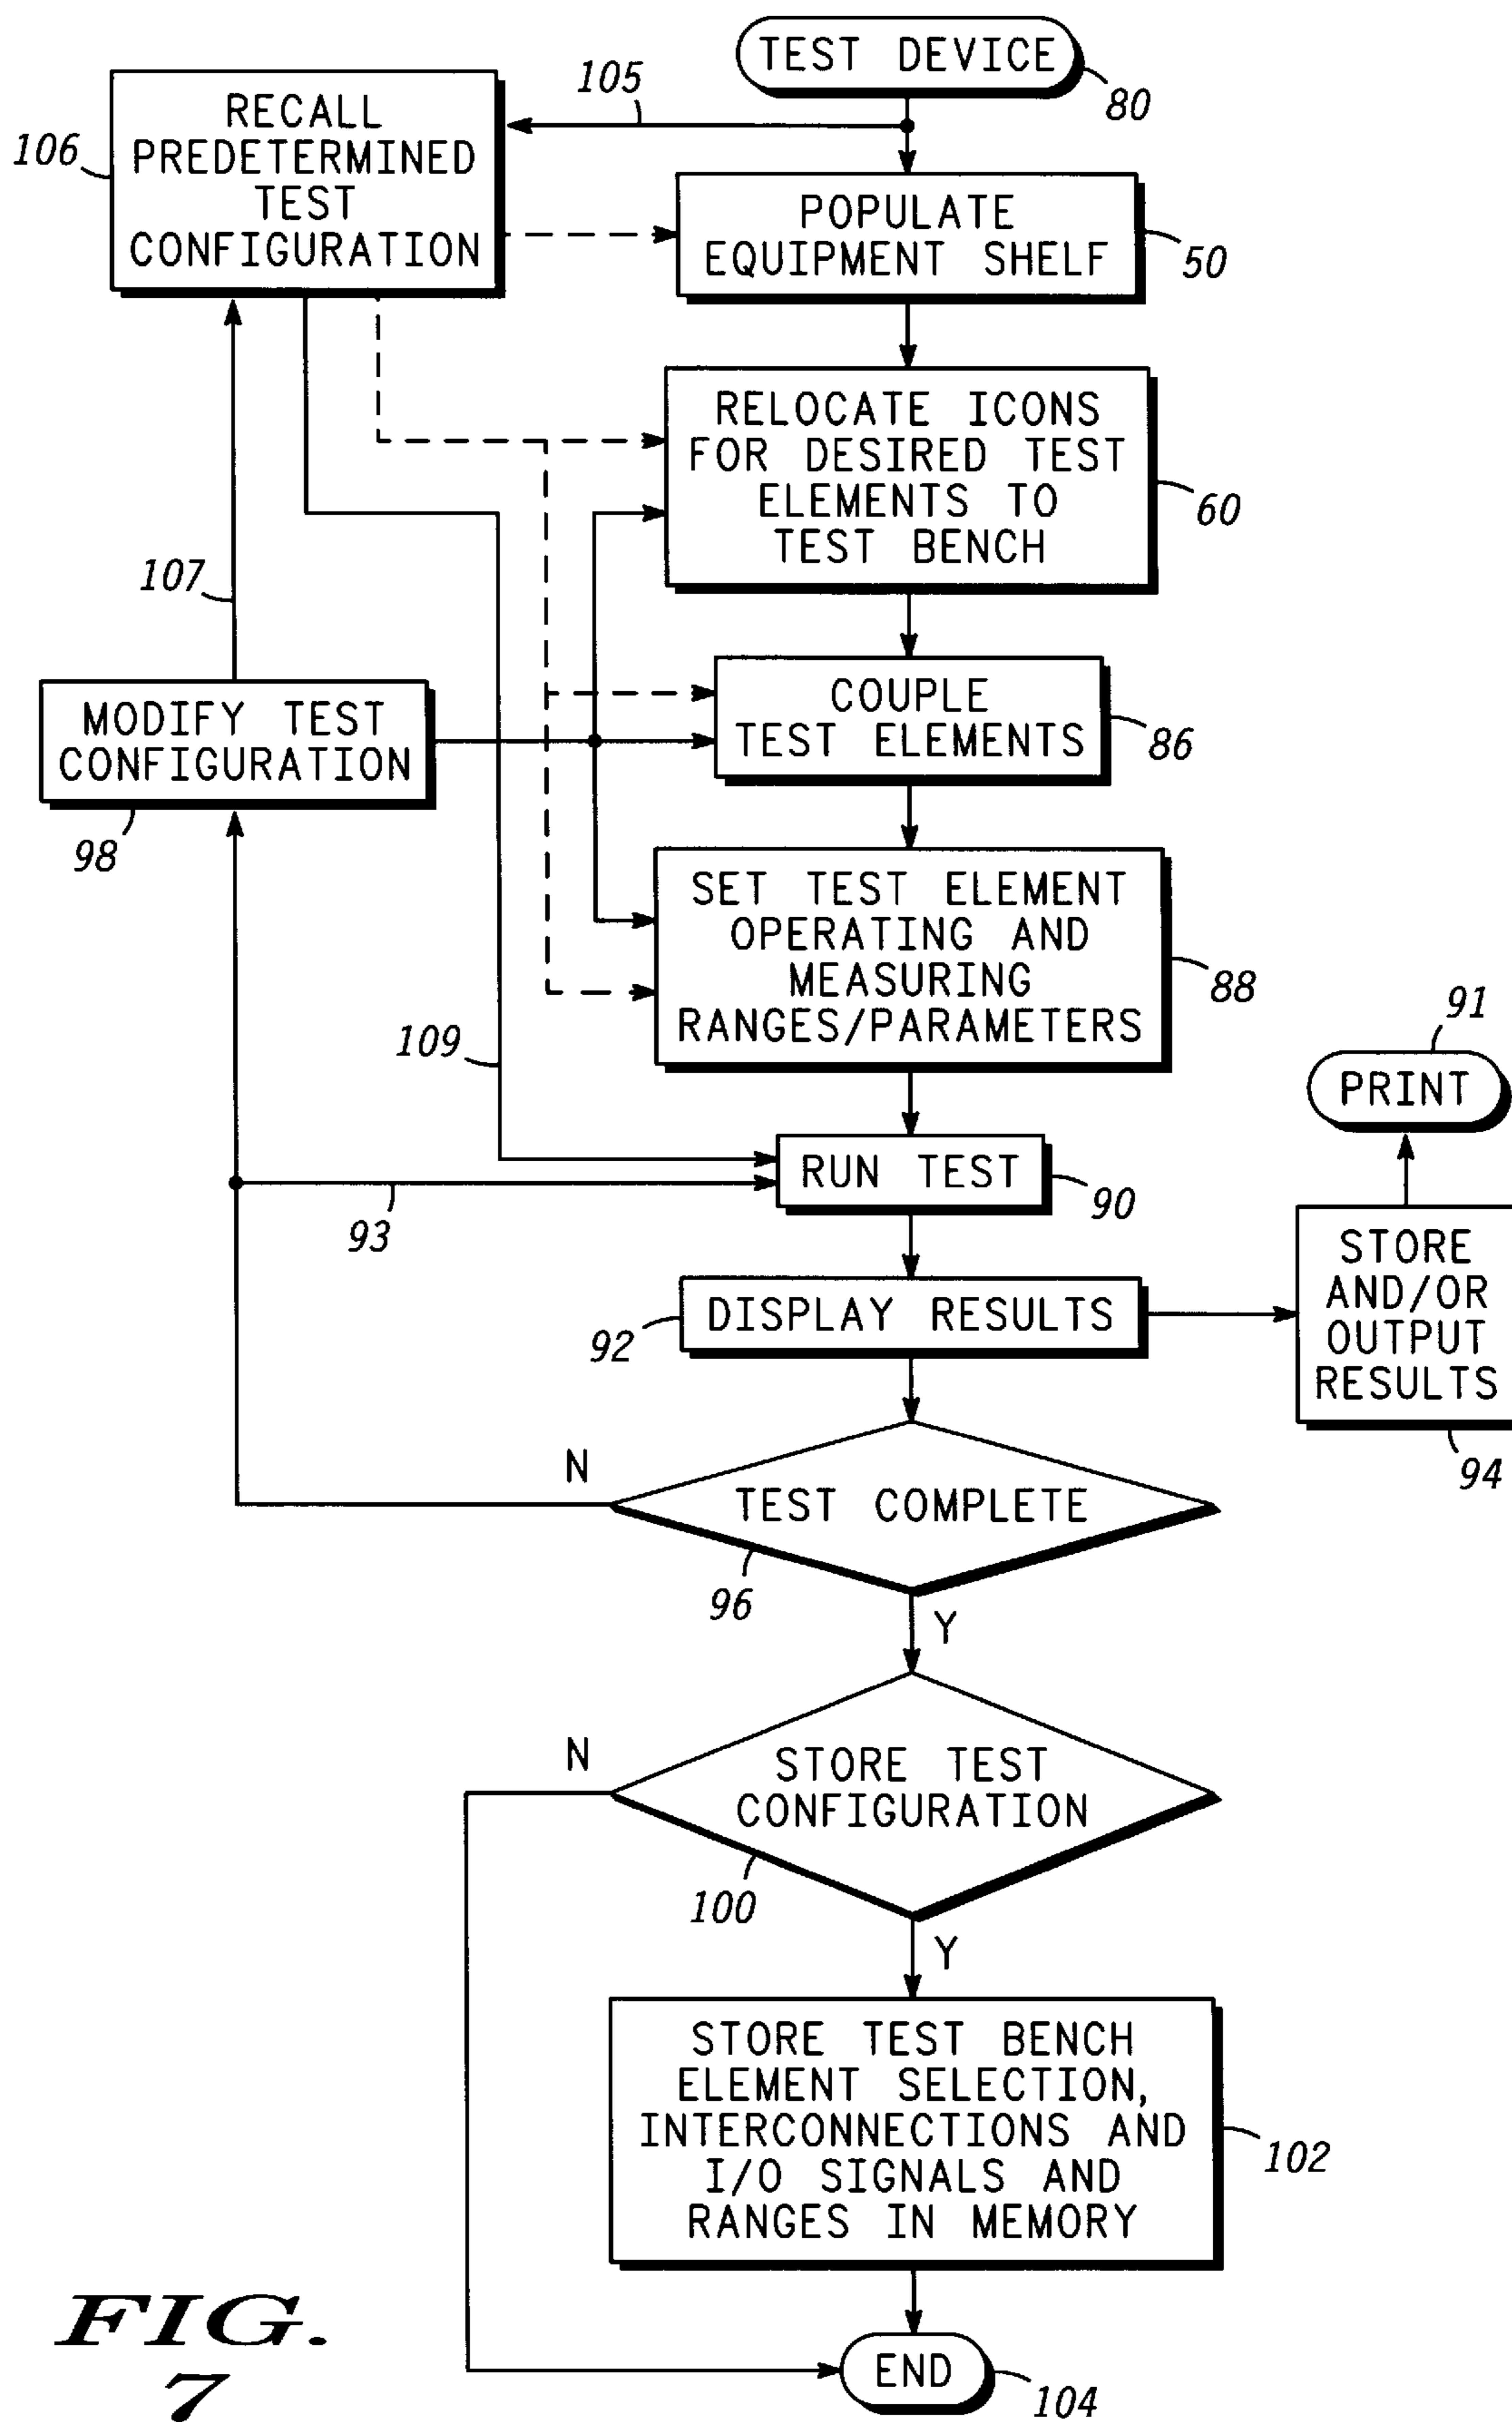 TEST DEVICE
80
105
RECALL
PREDETERMINED
TEST
CONFIGURATION
106
POPULATE
EQUIPMENT SHELF
50
RELOCATE ICONS
FOR DESIRED TEST
ELEMENTS TO
TEST BENCH
60
107
MODIFY TEST
CONFIGURATION
98
COUPLE
TEST ELEMENTS
86
SET TEST ELEMENT
OPERATING AND
MEASURING
RANGES/PARAMETERS
88
109
91
PRINT
RUN TEST
90
93
DISPLAY RESULTS
92
STORE
AND/OR
OUTPUT
RESULTS
94
N
TEST COMPLETE
96
Y
N
STORE TEST
CONFIGURATION
100
Y
STORE TEST BENCH
ELEMENT SELECTION,
INTERCONNECTIONS AND
I/O SIGNALS AND
RANGES IN MEMORY
102
END
104
FIG.
7